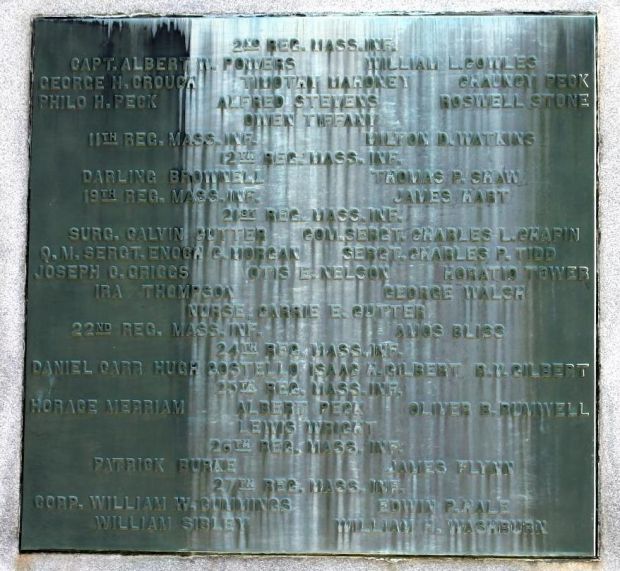 2ND REG. MASS. INF.
CAPT. ALBERT W. POWERS WILLIAM L. COWLES
GEORGE H. CROUCH TIMOTHY MAHONEY CHAUNCY PECK
PHILO H. PECK ALFRED STEVENS ROSWELL STONE
OWEN TIFFANY
11TH REG. MASS. INF. MILTON D. WATKINS
12TH REG. MASS. INF.
DARLING BROWNELL THOMAS P. SHAW
19TH REG. MASS. INF. JAMES HART
21ST REG. MASS. INF.
SURG. CALVIN CUTTER COM. SERGT. CHARLES L. CHAPIN
Q.M. SERGT. ENOCH C. MORGAN SERGT. CHARLES P. TIDD
JOSEPH C. GRIGGS OTIS E. NELSON HORATIO TOWER
IRA THOMPSON GEORGE WALSH
NURSE, CARRIE E. CUTTER
22ND REG. MASS. INF. AMOS BLISS
24TH REG. MASS. INF.
DANIEL CARR HUGH COSTELLO ISAAC H. GILBERT R.H. GILBERT
25TH REG. MASS. INF.
HORACE MERRIAM ALBERT PECK OLIVER B. RUMWELL
LEWIS WRIGHT
26TH REG. MASS. INF.
PATRICK BURKE JAMES FLYNN
27TH REG. MASS. INF.
CORP. WILLIAM W. CUMMINGS EDWIN P. HALE
WILLIAM SIBLEY WILLIAM H. WASHBURN